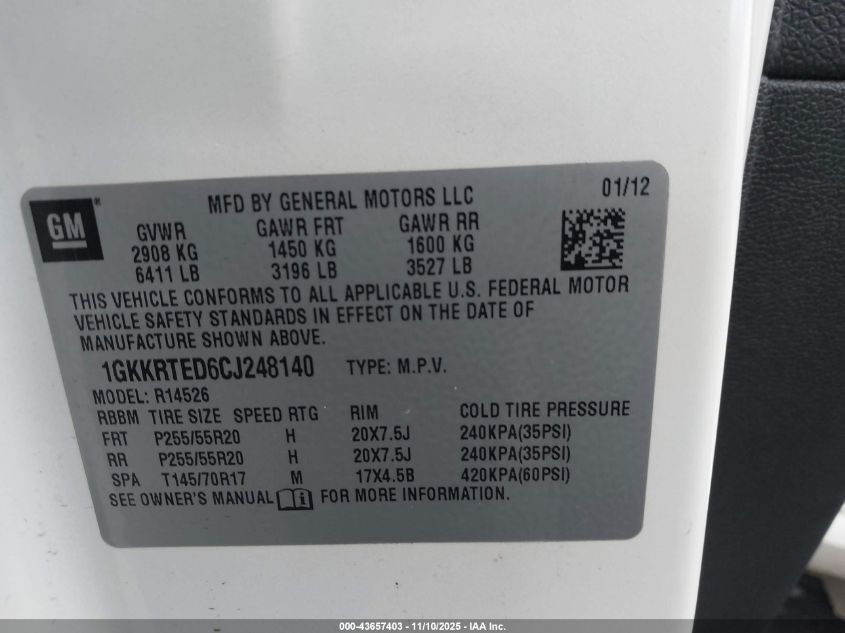 GM
MFD BY GENERAL MOTORS LLC
01/12
GVWR GAWR FRT GAWR RR
2908 KG 1450 KG 1600 KG
6411 LB 3196 LB 3527 LB
THIS VEHICLE CONFORMS TO ALL APPLICABLE U.S. FEDERAL MOTOR
VEHICLE SAFETY STANDARDS IN EFFECT ON THE DATE OF
MANUFACTURE SHOWN ABOVE.
1GKKRTED6CJ248140 TYPE: M.P.V.
MODEL: R14526
RBBM TIRE SIZE SPEED RTG RIM COLD TIRE PRESSURE
FRT P255/55R20 H 20X7.5J 240KPA(35PSI)
RR P255/55R20 H 20X7.5J 240KPA(35PSI)
SPA T145/70R17 M 17X4.5B 420KPA(60PSI)
SEE OWNER'S MANUAL i FOR MORE INFORMATION.
000-43657403 - 11/10/2025 - IAA Inc.